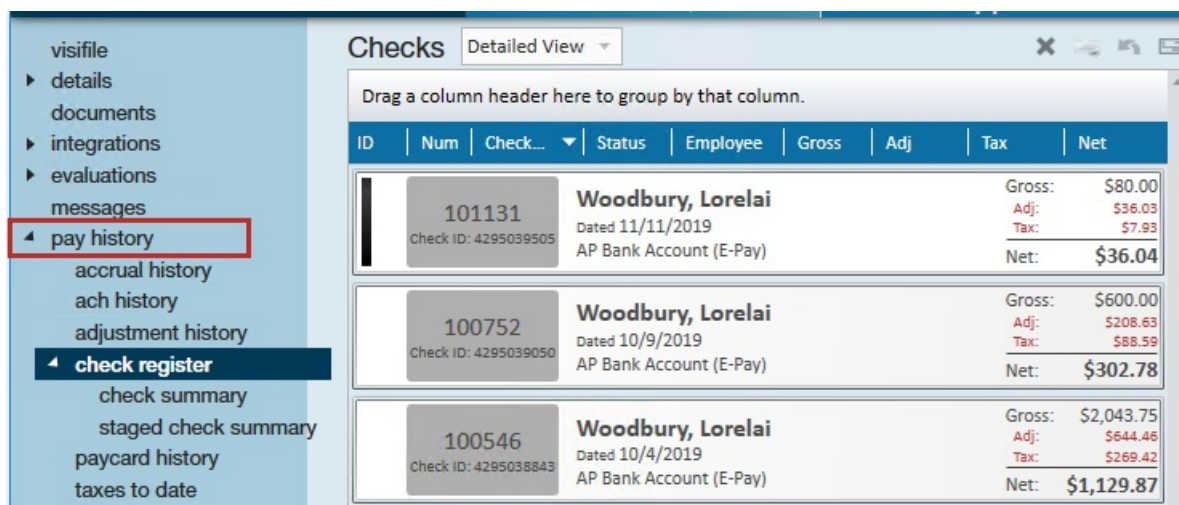 visifile
details
documents
integrations
evaluations
messages
pay history
accrual history
ach history
adjustment history
check register
check summary
staged check summary
paycard history
taxes to date
Checks Detailed View
Drag a column header here to group by that column.
ID Num Check... Status Employee Gross Adj Tax Net
101131
Check ID: 4295039505
Woodbury, Lorelai
Dated 11/11/2019
AP Bank Account (E-Pay)
Gross: $80.00
Adj: $36.03
Tax: $7.93
Net: $36.04
100752
Check ID: 4295039050
Woodbury, Lorelai
Dated 10/9/2019
AP Bank Account (E-Pay)
Gross: $600.00
Adj: $208.63
Tax: $88.59
Net: $302.78
100546
Check ID: 4295038843
Woodbury, Lorelai
Dated 10/4/2019
AP Bank Account (E-Pay)
Gross: $2,043.75
Adj: $644.46
Tax: $269.42
Net: $1,129.87